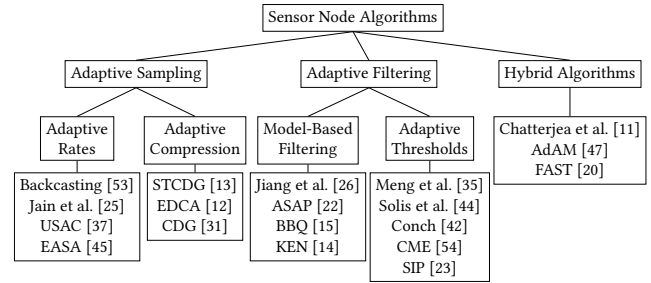 Sensor Node Algorithms
Adaptive Sampling
Adaptive Filtering
Hybrid Algorithms
Adaptive
Rates
Adaptive
Compression
Model-Based
Filtering
Adaptive
Thresholds
Chatterjea et al. [11]
AdAM [47]
FAST [20]
Backcasting [53]
Jain et al. [25]
USAC [37]
EASA [45]
STCDG [13]
EDCA [12]
CDG [31]
Jiang et al. [26]
ASAP [22]
BBQ [15]
KEN [14]
Meng et al. [35]
Solis et al. [44]
Conch [42]
CME [54]
SIP [23]